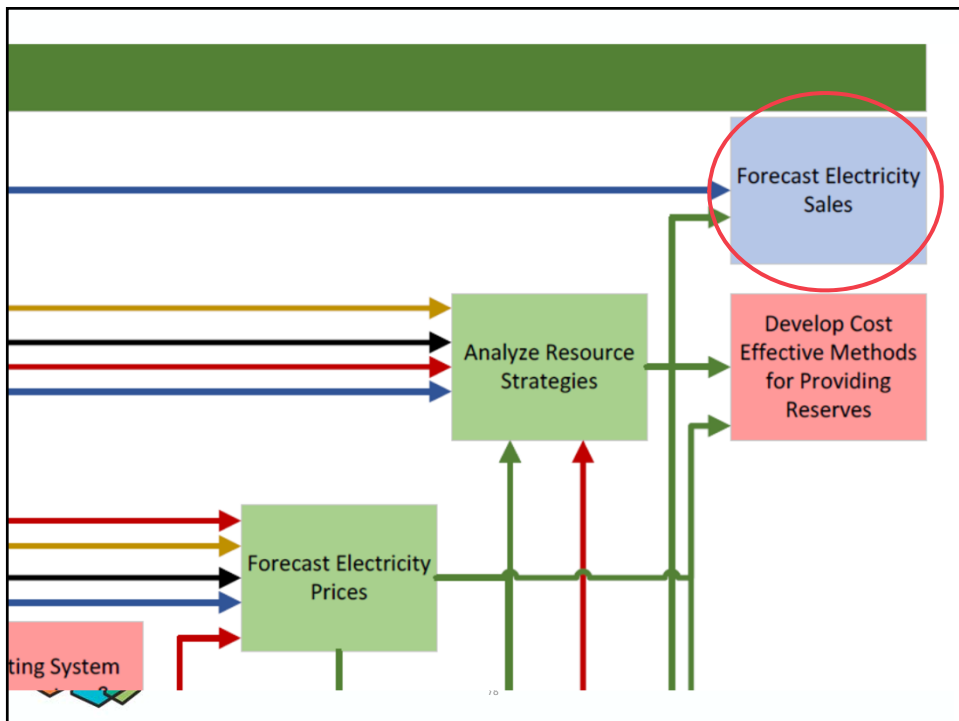 Forecast Electricity
Sales
Develop Cost
Effective Methods
for Providing
Reserves
Analyze Resource
Strategies
Forecast Electricity
Prices
ting System